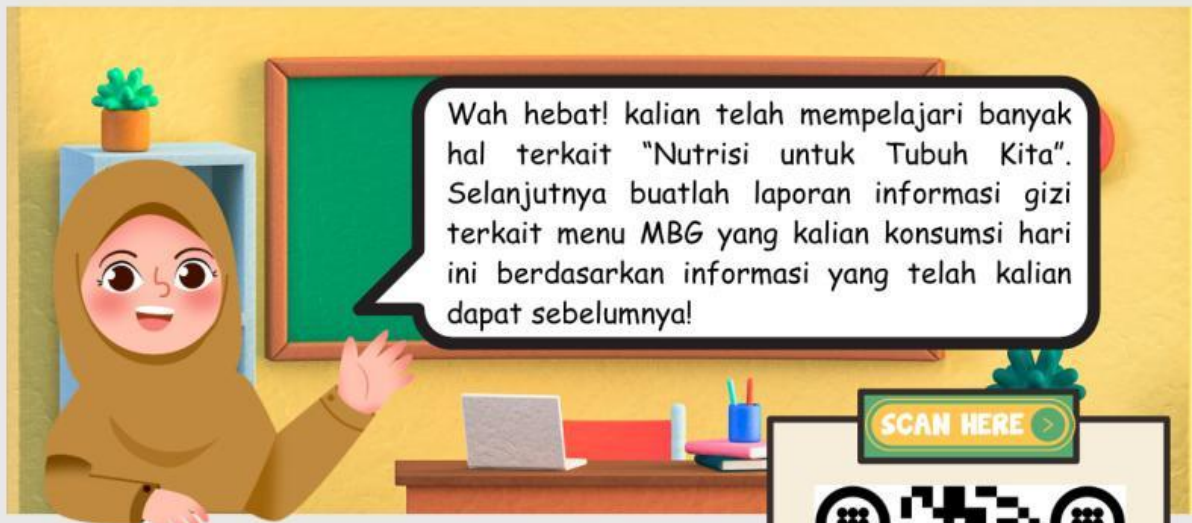 Wah hebat! kalian telah mempelajari banyak
hal terkait “Nutrisi untuk Tubuh Kita”.
Selanjutnya buatlah laporan informasi gizi
terkait menu MBG yang kalian konsumsi hari
ini berdasarkan informasi yang telah kalian
dapat sebelumnya!
SCAN HERE >